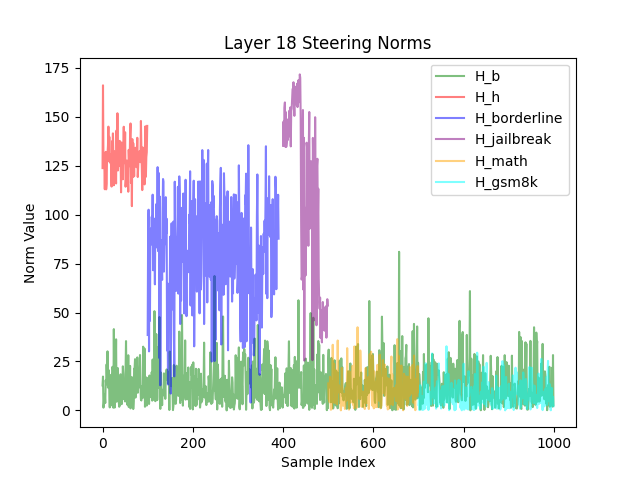 Layer 18 Steering Norms
175
150
125
100
75
50
25
0
Norm Value
0
200
400
600
800
1000
Sample Index
H_b
H_h
H_borderline
H_jailbreak
H_math
H_gsm8k